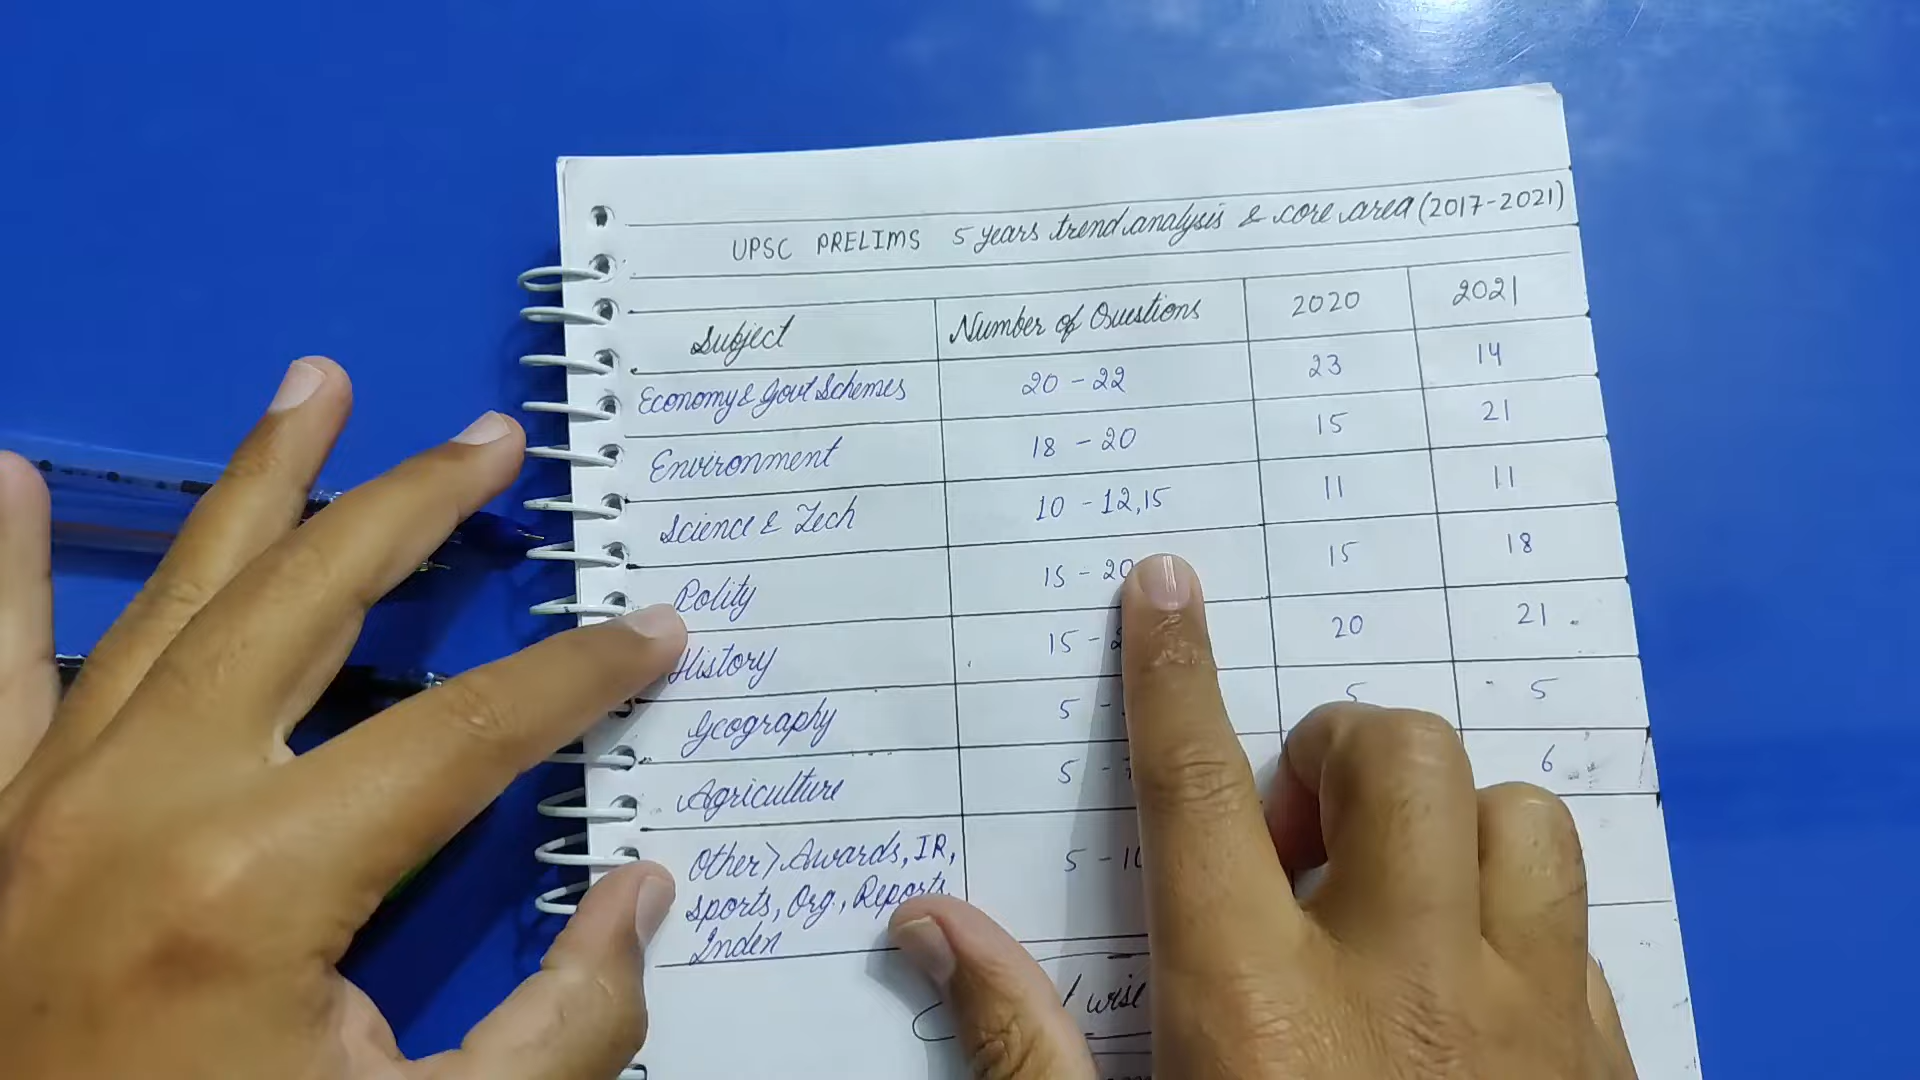 UPSC PRELIMS 5 years trend analysis & core area (2017-2021)
Subject Number of Questions 2020 2021
Economy & Govt Schemes 20 - 22 23 14
Environment 18 - 20 15 21
Science & Tech 10 - 12,15 11 11
Polity 15 - 20 15 18
History 15 - 20 21
Geography 5 - 5 5
Agriculture 5 - 6
Other > Awards, IR, 5 -
Sports, Org., Reports
Index
wise